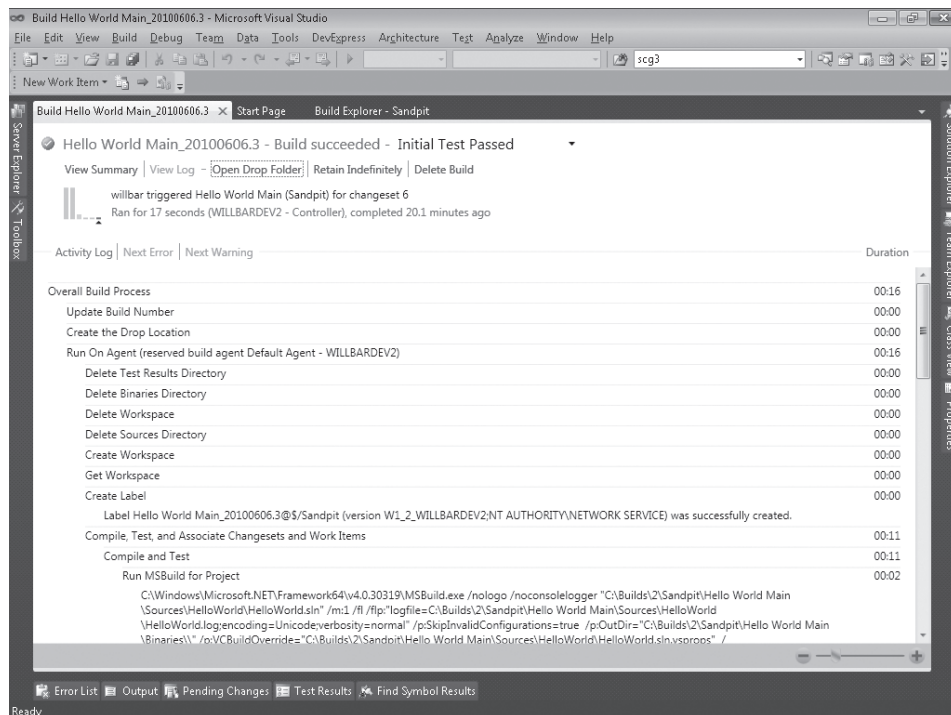 Build Hello World Main_20100606.3 - Microsoft Visual Studio
File Edit View Build Debug Team Data Tools DevExpress Architecture Test Analyze Window Help
scg3
New Work Item
Build Hello World Main_20100606.3 Start Page Build Explorer - Sandpit
Server Explorer
Toolbox
Solution Explorer
Team Explorer
Class View
Properties
Hello World Main_20100606.3 - Build succeeded - Initial Test Passed
View Summary | View Log - Open Drop Folder | Retain Indefinitely | Delete Build
willbar triggered Hello World Main (Sandpit) for changeset 6
Ran for 17 seconds (WILLBARDEV2 - Controller), completed 20.1 minutes ago
Activity Log | Next Error | Next Warning Duration
Overall Build Process 00:16
Update Build Number 00:00
Create the Drop Location 00:00
Run On Agent (reserved build agent Default Agent - WILLBARDEV2) 00:16
Delete Test Results Directory 00:00
Delete Binaries Directory 00:00
Delete Workspace 00:00
Delete Sources Directory 00:00
Create Workspace 00:00
Get Workspace 00:00
Create Label 00:00
Label Hello World Main_20100606.3@$/Sandpit (version W1_2_WILLBARDEV2;NT AUTHORITY\NETWORK SERVICE) was successfully created.
Compile, Test, and Associate Changesets and Work Items 00:11
Compile and Test 00:11
Run MSBuild for Project 00:02
C:\Windows\Microsoft.NET\Framework64\v4.0.30319\MSBuild.exe /nologo /noconsolelogger "C:\Builds\2\Sandpit\Hello World Main
\Sources\HelloWorld\HelloWorld.sln" /m:1 /fl /flp:"logfile=C:\Builds\2\Sandpit\Hello World Main\Sources\HelloWorld
\HelloWorld.log;encoding=Unicode;verbosity=normal" /p:SkipInvalidConfigurations=true /p:OutDir="C:\Builds\2\Sandpit\Hello World Main
\Binaries\\" /p:VCBuildOverride="C:\Builds\2\Sandpit\Hello World Main\Sources\HelloWorld\HelloWorld.sln.vsprops" /
Error List Output Pending Changes Test Results Find Symbol Results
Ready